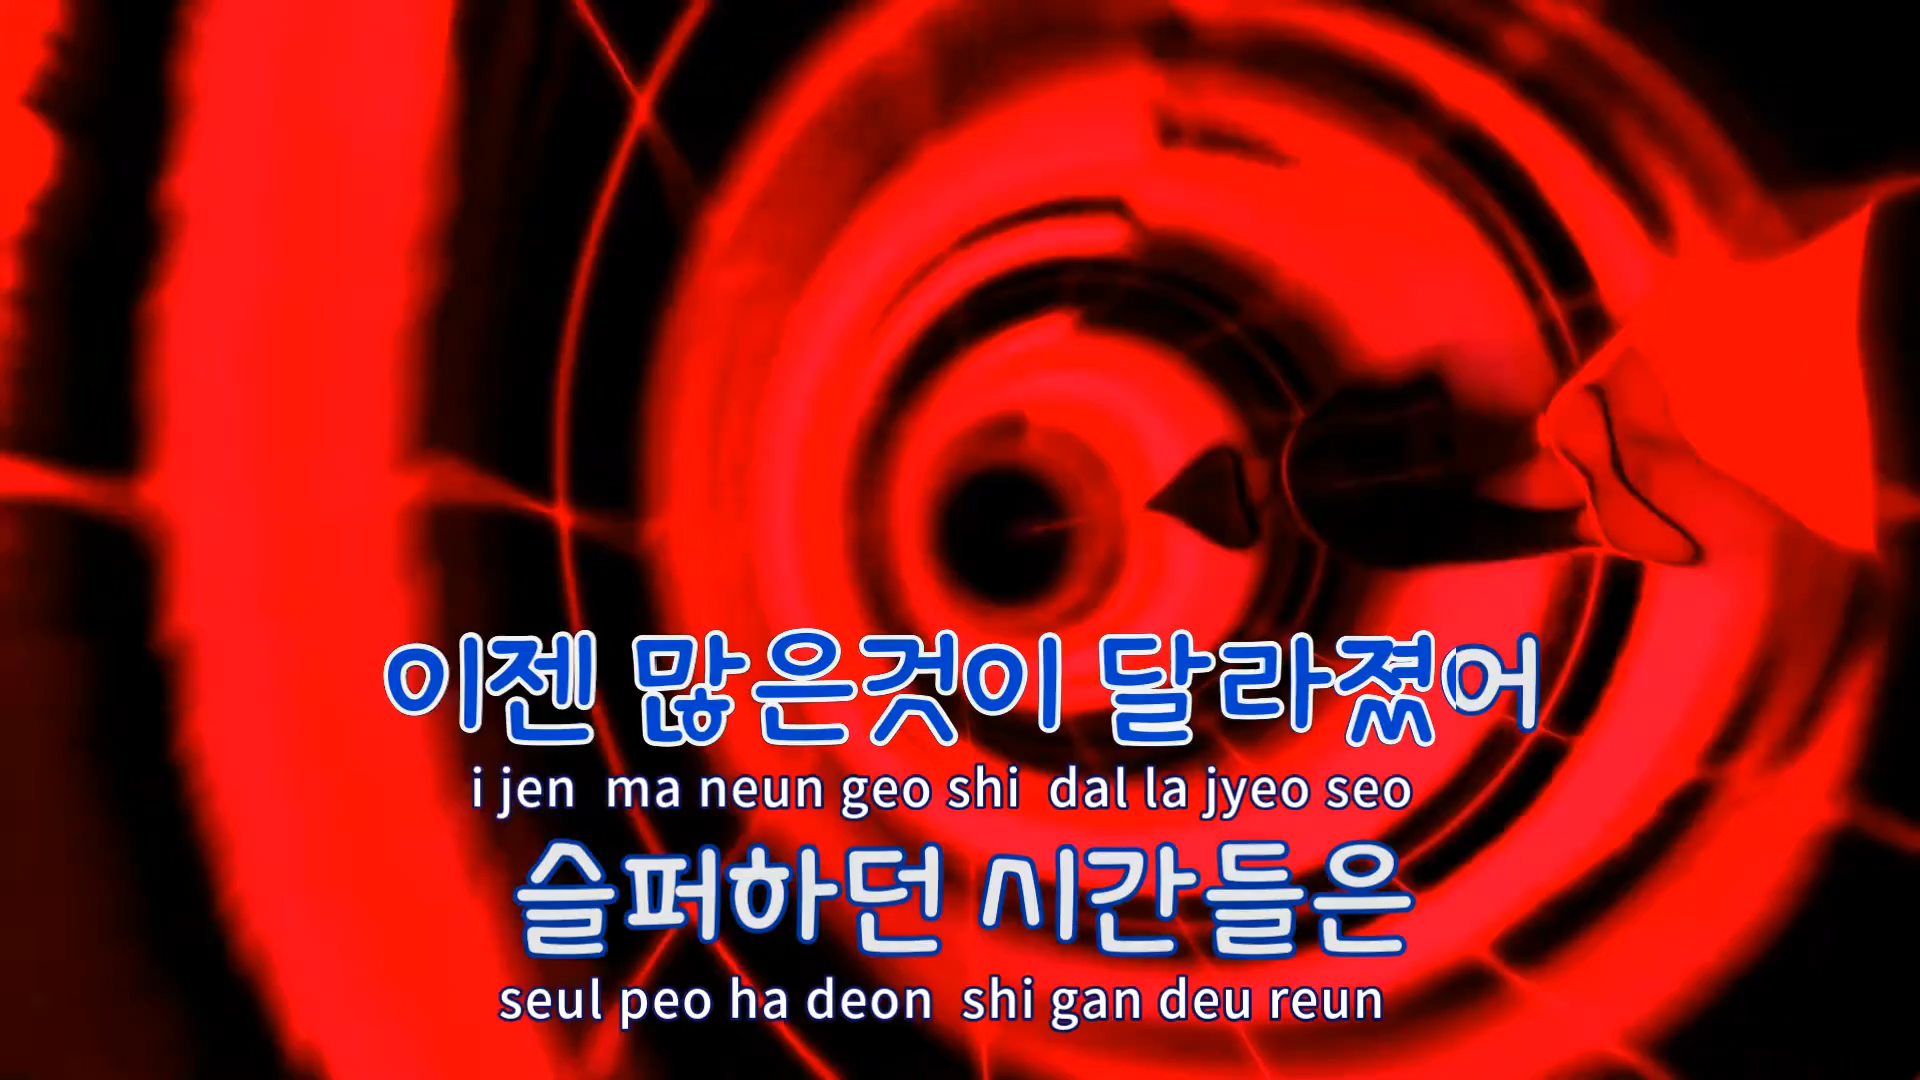 이젠 많은것이 달라졌어
i jen ma neun geo shi dal la jyeo seo
슬퍼하던 시간들은
seul peo ha deon shi gan deu reun